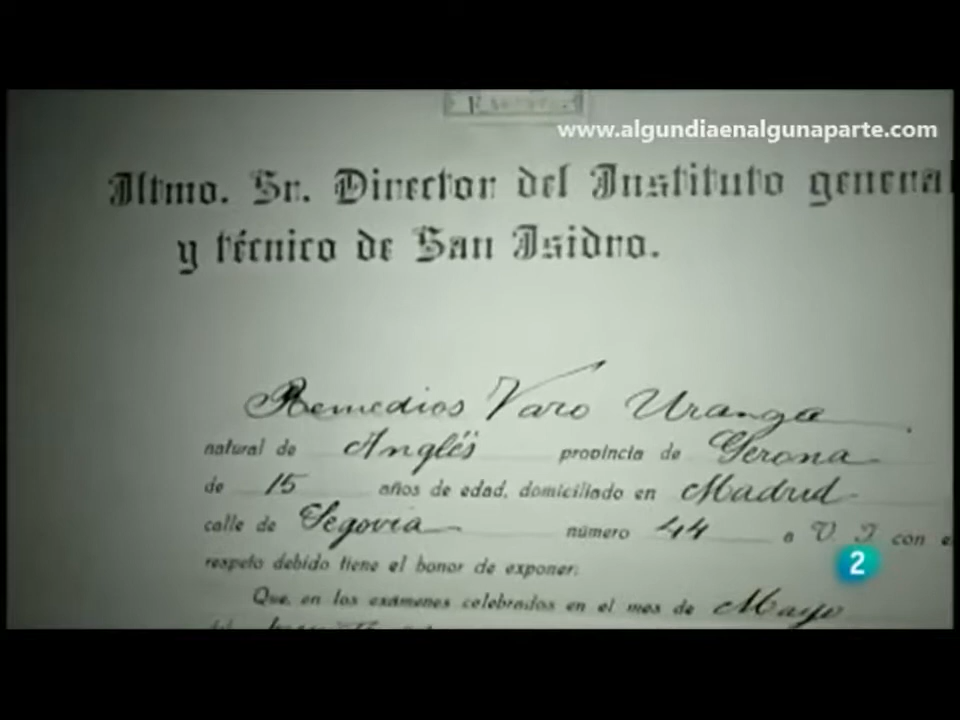 www.algundiaenalgunaparte.com
Iltmo. Sr. Director del Instituto general
y técnico de San Isidro.
Remedios Varo Uranga
natural de Anglés provincia de Gerona
de 15 años de edad, domiciliado en Madrid
calle de Segovia número 44 a V. I. con e
respeto debido tiene el honor de exponer:
2
Que, en los exámenes celebrados en el mes de Mayo